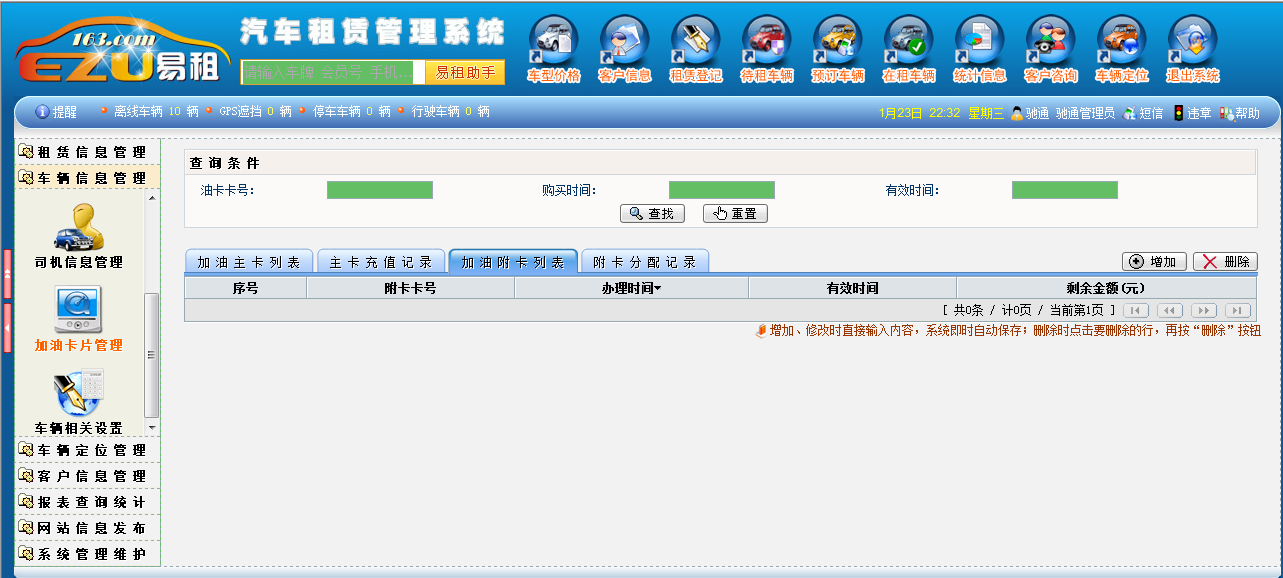 163.com
EZU易租
汽车租赁管理系统
请输入车牌 会员号 手机...
易租助手
车型价格 客户信息 租赁登记 待租车辆 预订车辆 在租车辆 统计信息 客户咨询 车辆定位 退出系统
提醒 离线车辆 10 辆 GPS遮挡 0 辆 停车车辆 0 辆 行驶车辆 0 辆
1月23日 22:32 星期三 驰通 驰通管理员 短信 违章 帮助
租赁信息管理
车辆信息管理
司机信息管理
加油卡片管理
车辆相关设置
车辆定位管理
客户信息管理
报表查询统计
网站信息发布
系统管理维护
查询条件
油卡卡号: 购买时间: 有效时间:
查找 重置
加油主卡列表 主卡充值记录 加油附卡列表 附卡分配记录
增加 删除
序号 附卡卡号 办理时间 有效时间 剩余金额(元)
[ 共0条 / 计0页 / 当前第1页 ]
增加、修改时直接输入内容，系统即时自动保存；删除时点击要删除的行，再按“删除”按钮